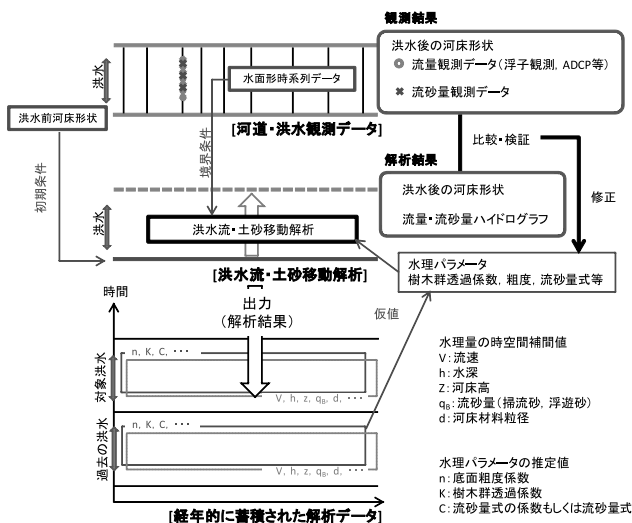 観測結果
洪水後の河床形状
流量観測データ(浮子観測, ADCP等)
流砂量観測データ
洪水
水面形時系列データ
洪水前河床形状
[河道・洪水観測データ]
境界条件
比較・検証
解析結果
洪水後の河床形状
流量・流砂量ハイドログラフ
修正
初期条件
洪水
洪水流・土砂移動解析
[洪水流・土砂移動解析]
水理パラメータ
樹木群透過係数, 粗度, 流砂量式等
時間
出力
(解析結果)
仮値
対象洪水
n, K, C, ・・・
V, h, z, qB, d, ・・・
過去の洪水
n, K, C, ・・・
V, h, z, qB, d, ・・・
水理量の時空間補間値
V: 流速
h: 水深
Z: 河床高
qB: 流砂量(掃流砂, 浮遊砂)
d: 河床材料粒径
水理パラメータの推定値
n: 底面粗度係数
K: 樹木群透過係数
C: 流砂量式の係数もしくは流砂量式
[経年的に蓄積された解析データ]